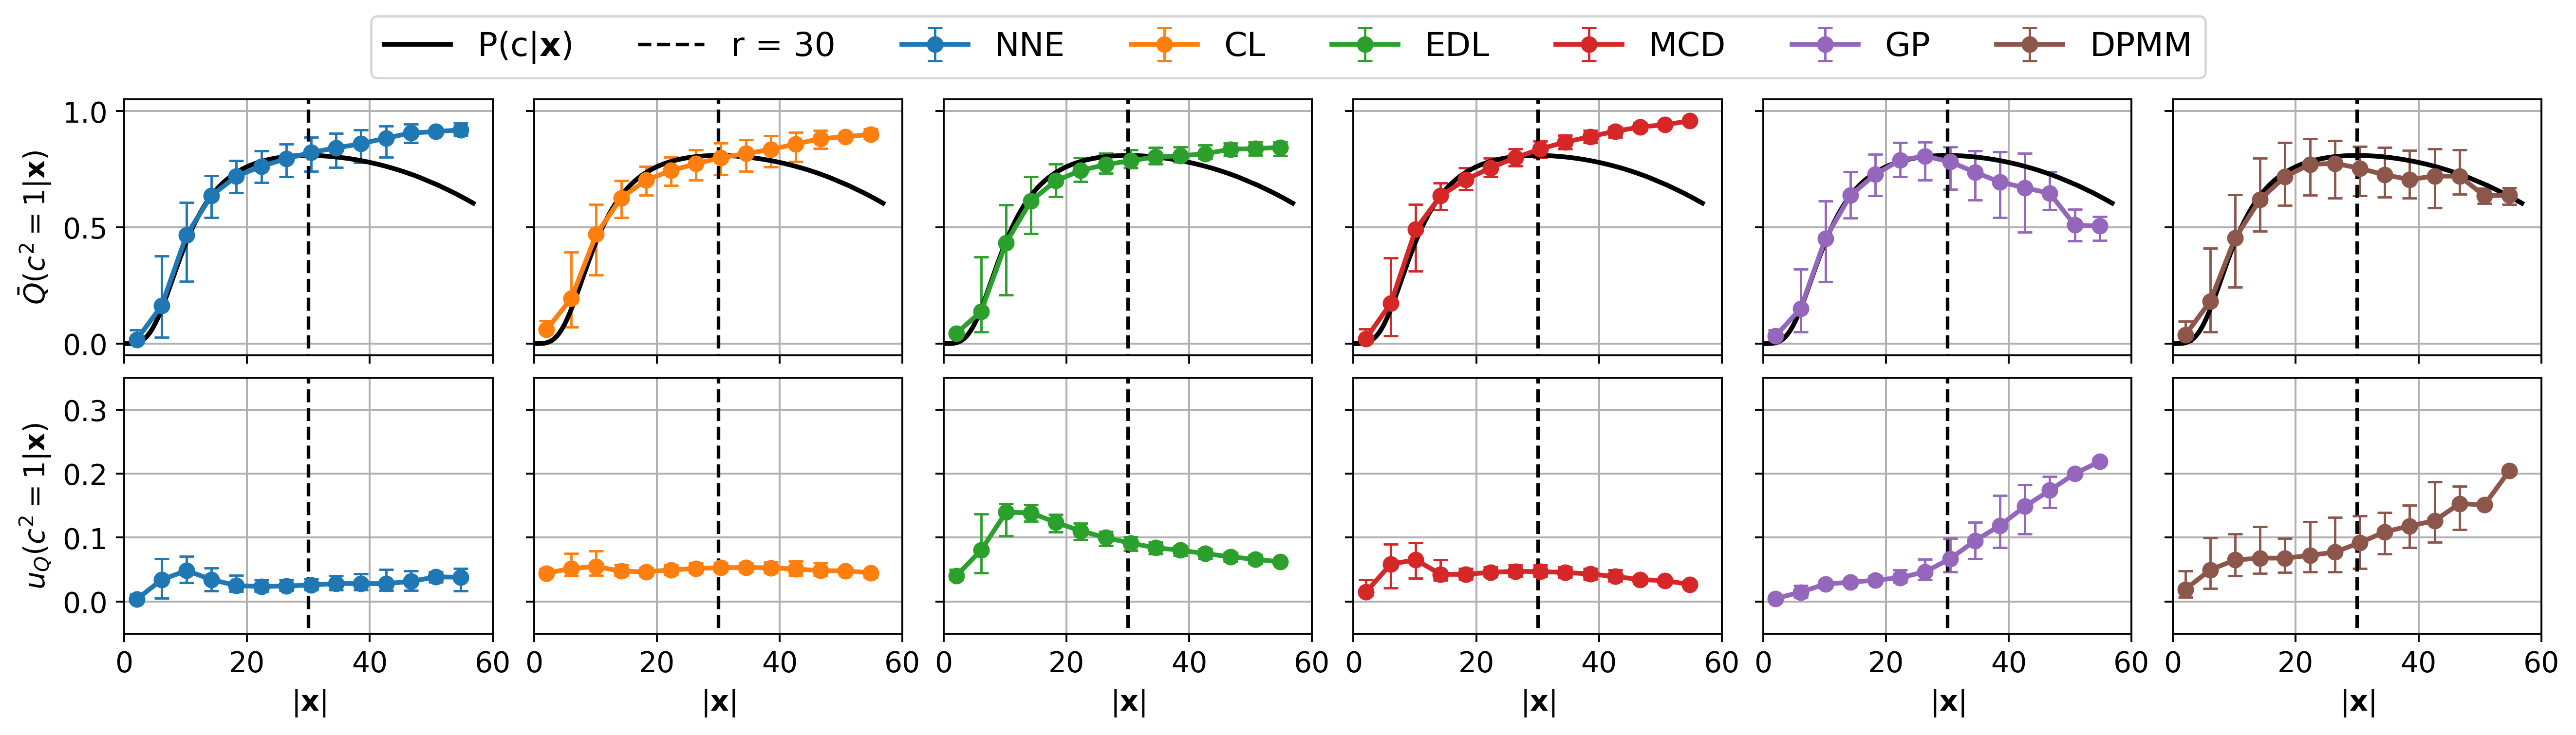 P(c|x) r = 30 NNE CL EDL MCD GP DPMM
1.0
0.5
0.0
Q̄(c² = 1|x)
0.3
0.2
0.1
0.0
u_Q(c² = 1|x)
0 20 40 60 0 20 40 60 0 20 40 60 0 20 40 60 0 20 40 60 0 20 40 60
|x| |x| |x| |x| |x| |x|